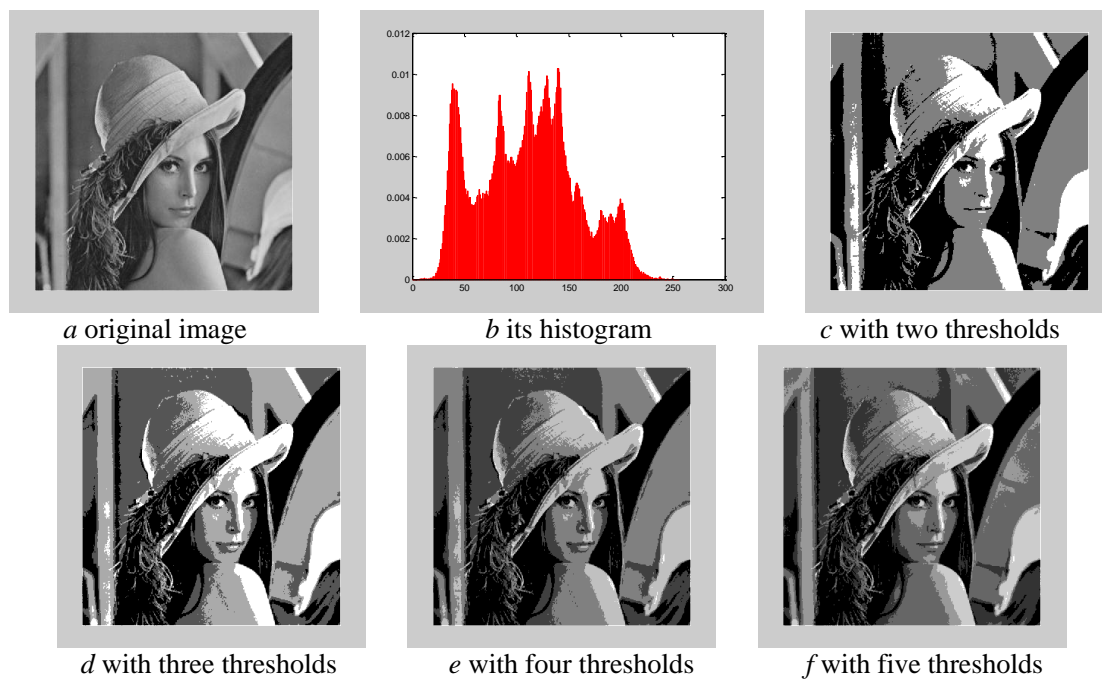 0.012
0.01
0.008
0.006
0.004
0.002
0
0 50 100 150 200 250 300
a original image
b its histogram
c with two thresholds
d with three thresholds
e with four thresholds
f with five thresholds